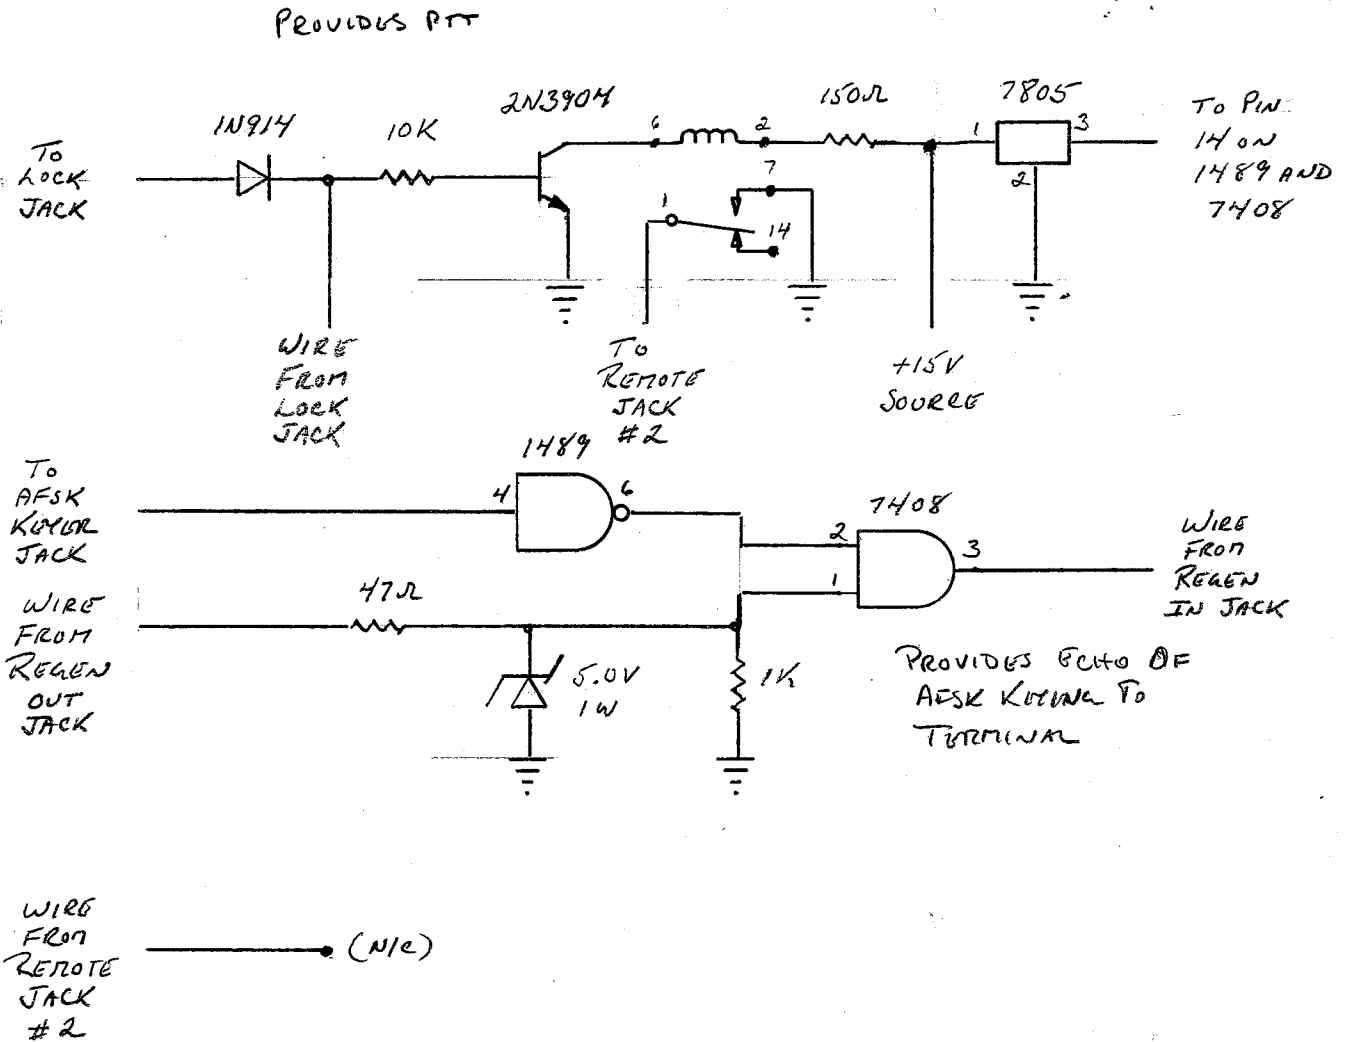 PROVIDES PTT
1N914
10K
2N3904
6
2
150Ω
7805
1
3
2
TO PIN
14 ON
1489 AND
7408
TO
LOCK
JACK
7
1
14
WIRE
FROM
LOCK
JACK
TO
REMOTE
JACK
#2
+15V
SOURCE
TO
AFSK
KEYER
JACK
1489
4
6
7408
2
1
3
WIRE
FROM
REGEN
IN JACK
WIRE
FROM
REGEN
OUT
JACK
47Ω
5.0V
1W
1K
PROVIDES ECHO OF
AFSK KEYING TO
TERMINAL
WIRE
FROM
REMOTE
JACK
#2
(N/C)